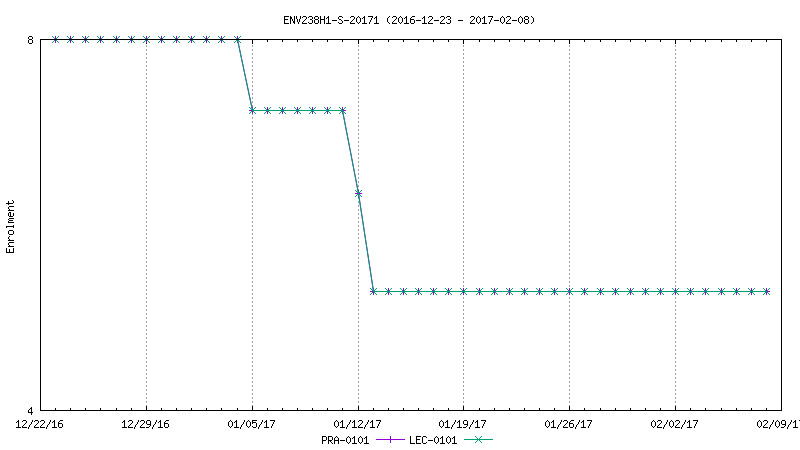 ENV238H1-S-20171 (2016-12-23 - 2017-02-08)
8
Enrolment
4
12/22/16 12/29/16 01/05/17 01/12/17 01/19/17 01/26/17 02/02/17 02/09/1
PRA-0101 LEC-0101